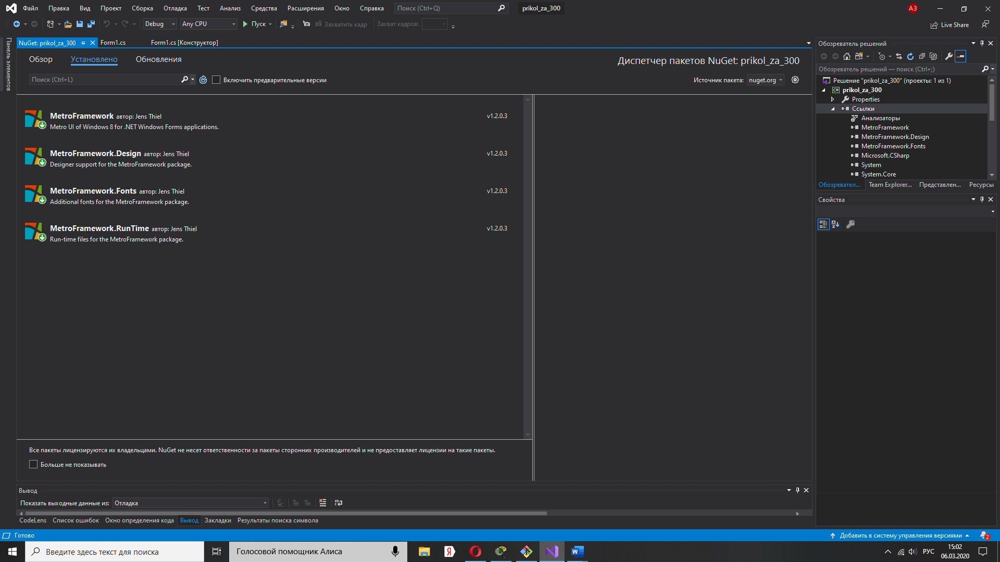 Файл Правка Вид Проект Сборка Отладка Тест Анализ Средства Расширения Окно Справка Поиск (Ctrl+Q) prikol_za_300 АЗ
Debug Any CPU Пуск Захватить кадр Захват кадров: Live Share
Панель элементов
NuGet: prikol_za_300 Form1.cs Form1.cs [Конструктор]
Обзор Установлено Обновления
Диспетчер пакетов NuGet: prikol_za_300
Поиск (Ctrl+L) Включить предварительные версии Источник пакета: nuget.org
MetroFramework автор: Jens Thiel v1.2.0.3
Metro UI of Windows 8 for .NET Windows Forms applications.
MetroFramework.Design автор: Jens Thiel v1.2.0.3
Designer support for the MetroFramework package.
MetroFramework.Fonts автор: Jens Thiel v1.2.0.3
Additional fonts for the MetroFramework package.
MetroFramework.RunTime автор: Jens Thiel v1.2.0.3
Run-time files for the MetroFramework package.
Все пакеты лицензируются их владельцами. NuGet не несет ответственности за пакеты сторонних производителей и не предоставляет лицензии на такие пакеты.
Больше не показывать
Обозреватель решений
Обозреватель решений — поиск (Ctrl+;)
Решение "prikol_za_300" (проекты: 1 из 1)
C# prikol_za_300
Properties
Ссылки
Анализаторы
MetroFramework
MetroFramework.Design
MetroFramework.Fonts
Microsoft.CSharp
System
System.Core
Обозревател... Team Explorer... Представлен... Ресурсы
Свойства
Вывод
Показать выходные данные из: Отладка
CodeLens Список ошибок Окно определения кода Вывод Закладки Результаты поиска символа
Готово Добавить в систему управления версиями 2
Введите здесь текст для поиска Голосовой помощник Алиса Я W РУС 15:02
06.03.2020